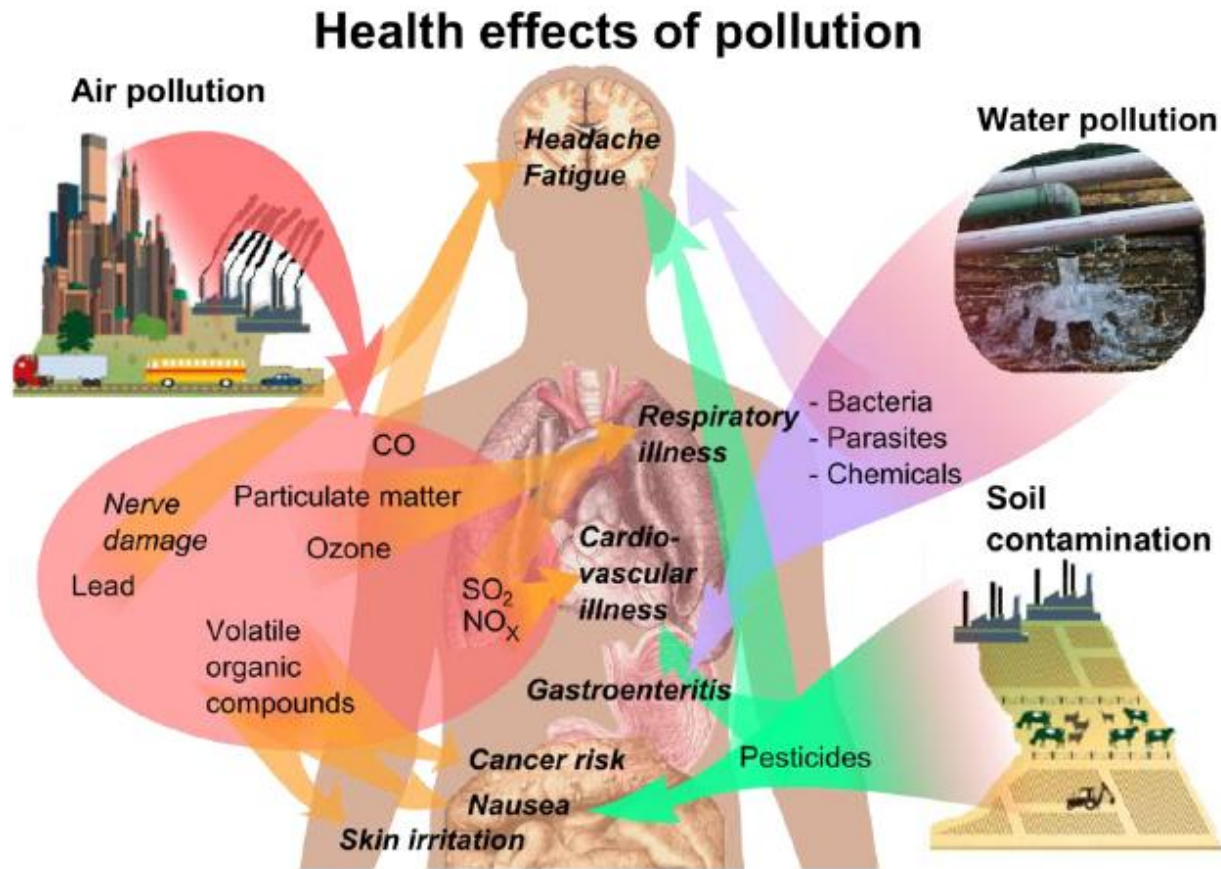 Health effects of pollution
Air pollution
Water pollution
Headache
Fatigue
Respiratory
illness
- Bacteria
- Parasites
- Chemicals
CO
Particulate matter
Ozone
Nerve
damage
Lead
SO₂
NOₓ
Volatile
organic
compounds
Cardio-
vascular
illness
Soil
contamination
Gastroenteritis
Pesticides
Cancer risk
Nausea
Skin irritation